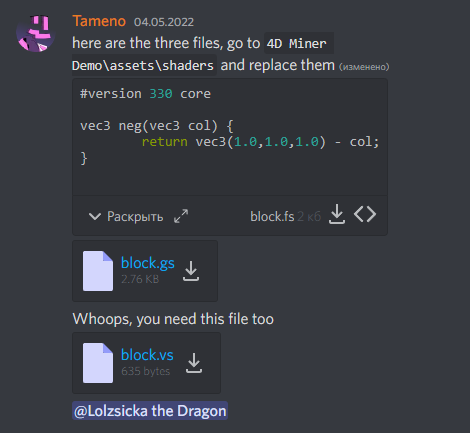 Tameno 04.05.2022
here are the three files, go to 4D Miner
Demo\assets\shaders and replace them (изменено)
#version 330 core
vec3 neg(vec3 col) {
return vec3(1.0,1.0,1.0) - col;
}
Раскрыть block.fs 2 кб
block.gs
2.76 KB
Whoops, you need this file too
block.vs
635 bytes
@Lolzsicka the Dragon